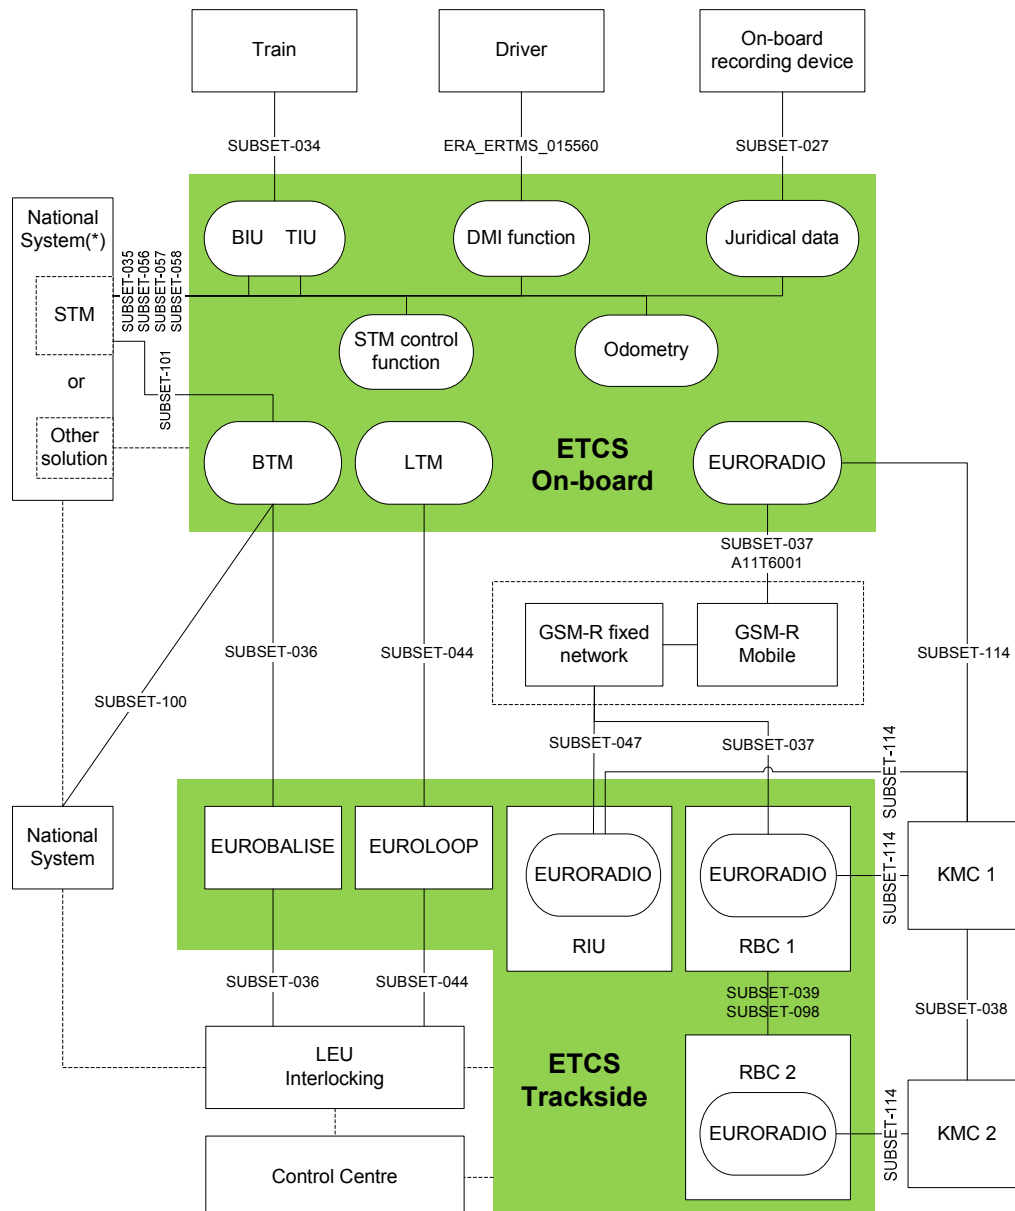 Train
Driver
On-board
recording device
SUBSET-034
ERA_ERTMS_015560
SUBSET-027
National
System(*)
STM
or
Other
solution
SUBSET-035
SUBSET-056
SUBSET-057
SUBSET-058
SUBSET-101
BIU TIU
DMI function
Juridical data
STM control
function
Odometry
BTM
LTM
ETCS
On-board
EURORADIO
SUBSET-037
A11T6001
GSM-R fixed
network
GSM-R
Mobile
SUBSET-036
SUBSET-044
SUBSET-114
SUBSET-100
SUBSET-047
SUBSET-037
SUBSET-114
National
System
EUROBALISE
EUROLOOP
EURORADIO
RIU
EURORADIO
RBC 1
SUBSET-114
KMC 1
SUBSET-036
SUBSET-044
SUBSET-039
SUBSET-098
SUBSET-038
LEU
Interlocking
ETCS
Trackside
RBC 2
EURORADIO
SUBSET-114
KMC 2
Control Centre